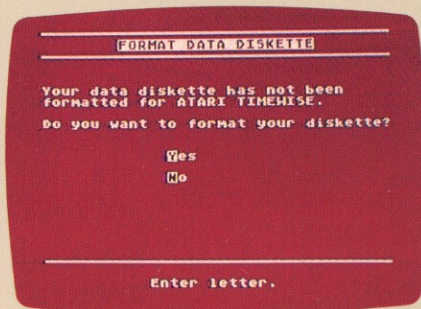 FORMAT DATA DISKETTE
Your data diskette has not been
formatted for ATARI TIMEWISE.
Do you want to format your diskette?
Yes
No
Enter letter.